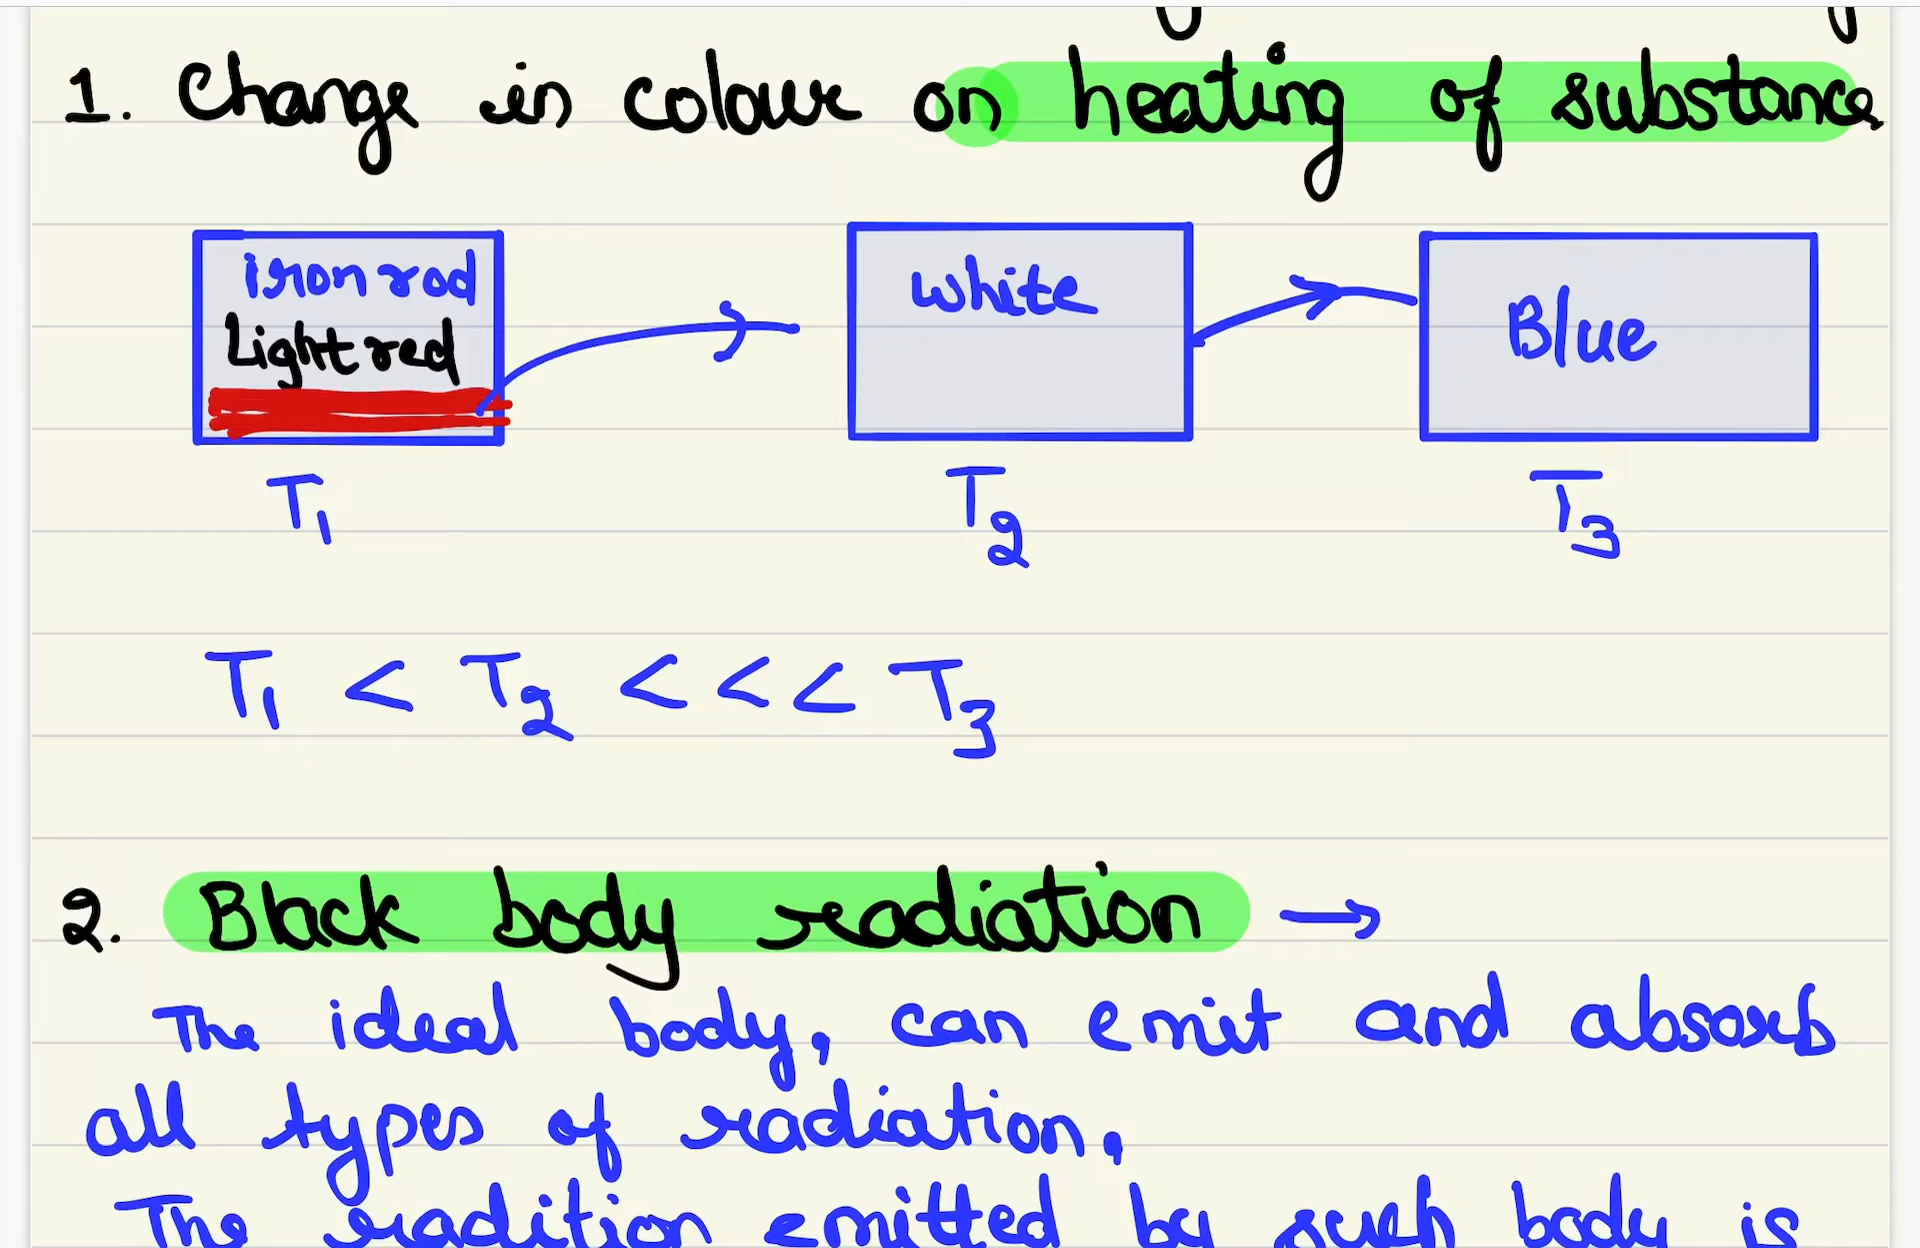 1. Change in colour on heating of substance
iron rod
Light red
White
Blue
T1
T2
T3
T1 < T2 < < < T3
2. Black body radiation →
The ideal body, can emit and absorb
all types of radiation,
The radition emitted by such body is